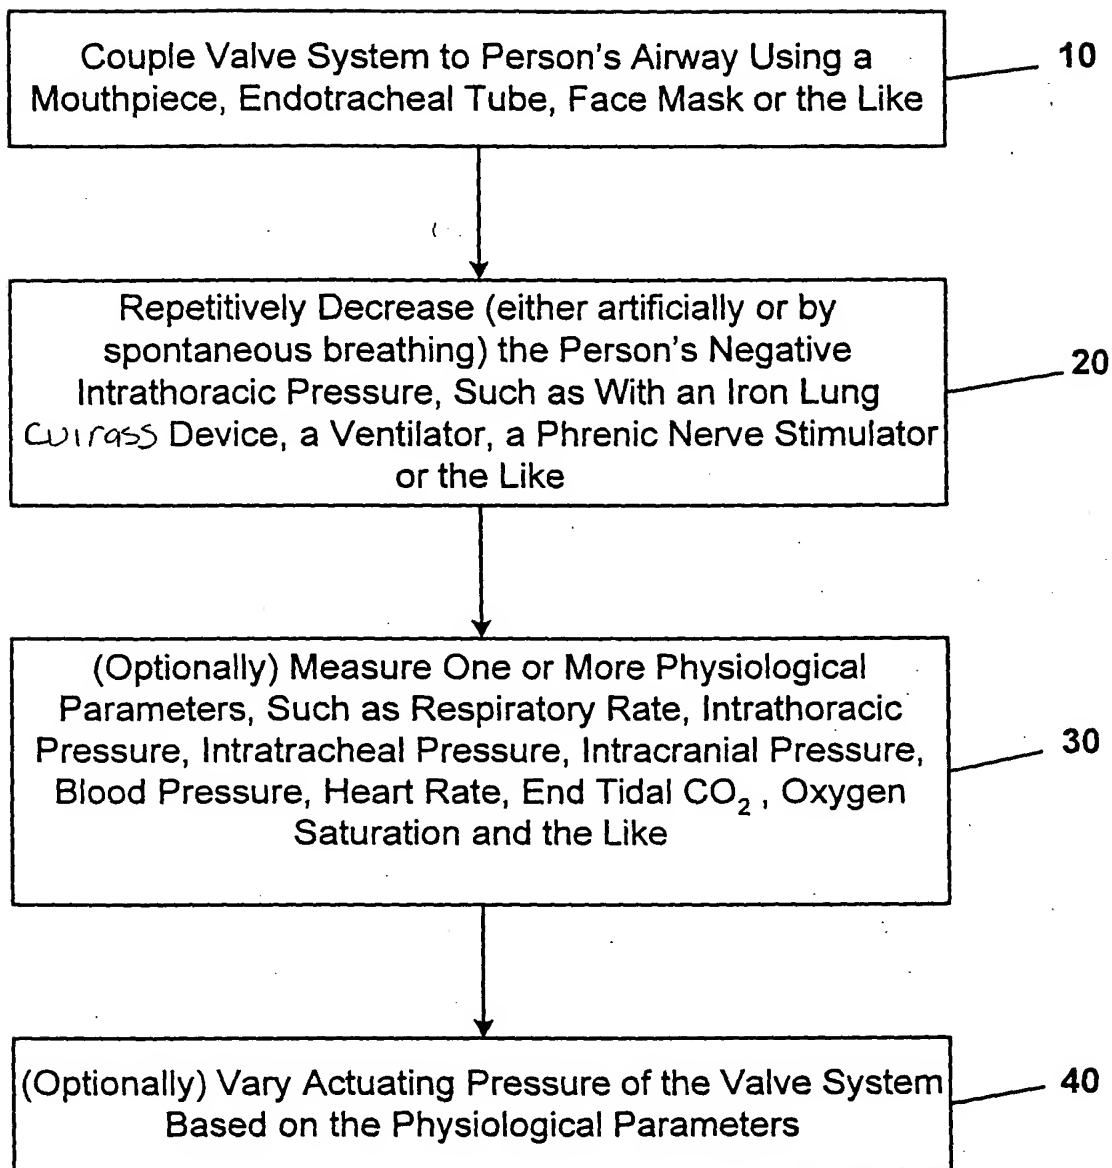 Couple Valve System to Person's Airway Using a
Mouthpiece, Endotracheal Tube, Face Mask or the Like
10
Repetitively Decrease (either artificially or by
spontaneous breathing) the Person's Negative
Intrathoracic Pressure, Such as With an Iron Lung
Cuirass Device, a Ventilator, a Phrenic Nerve Stimulator
or the Like
20
(Optionally) Measure One or More Physiological
Parameters, Such as Respiratory Rate, Intrathoracic
Pressure, Intratracheal Pressure, Intracranial Pressure,
Blood Pressure, Heart Rate, End Tidal CO₂ , Oxygen
Saturation and the Like
30
(Optionally) Vary Actuating Pressure of the Valve System
Based on the Physiological Parameters
40